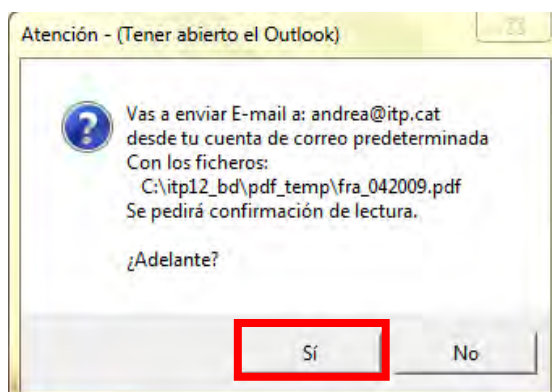 Atención - (Tener abierto el Outlook)
Vas a enviar E-mail a: andrea@itp.cat
desde tu cuenta de correo predeterminada
Con los ficheros:
C:\itp12_bd\pdf_temp\fra_042009.pdf
Se pedirá confirmación de lectura.
¿Adelante?
Sí No